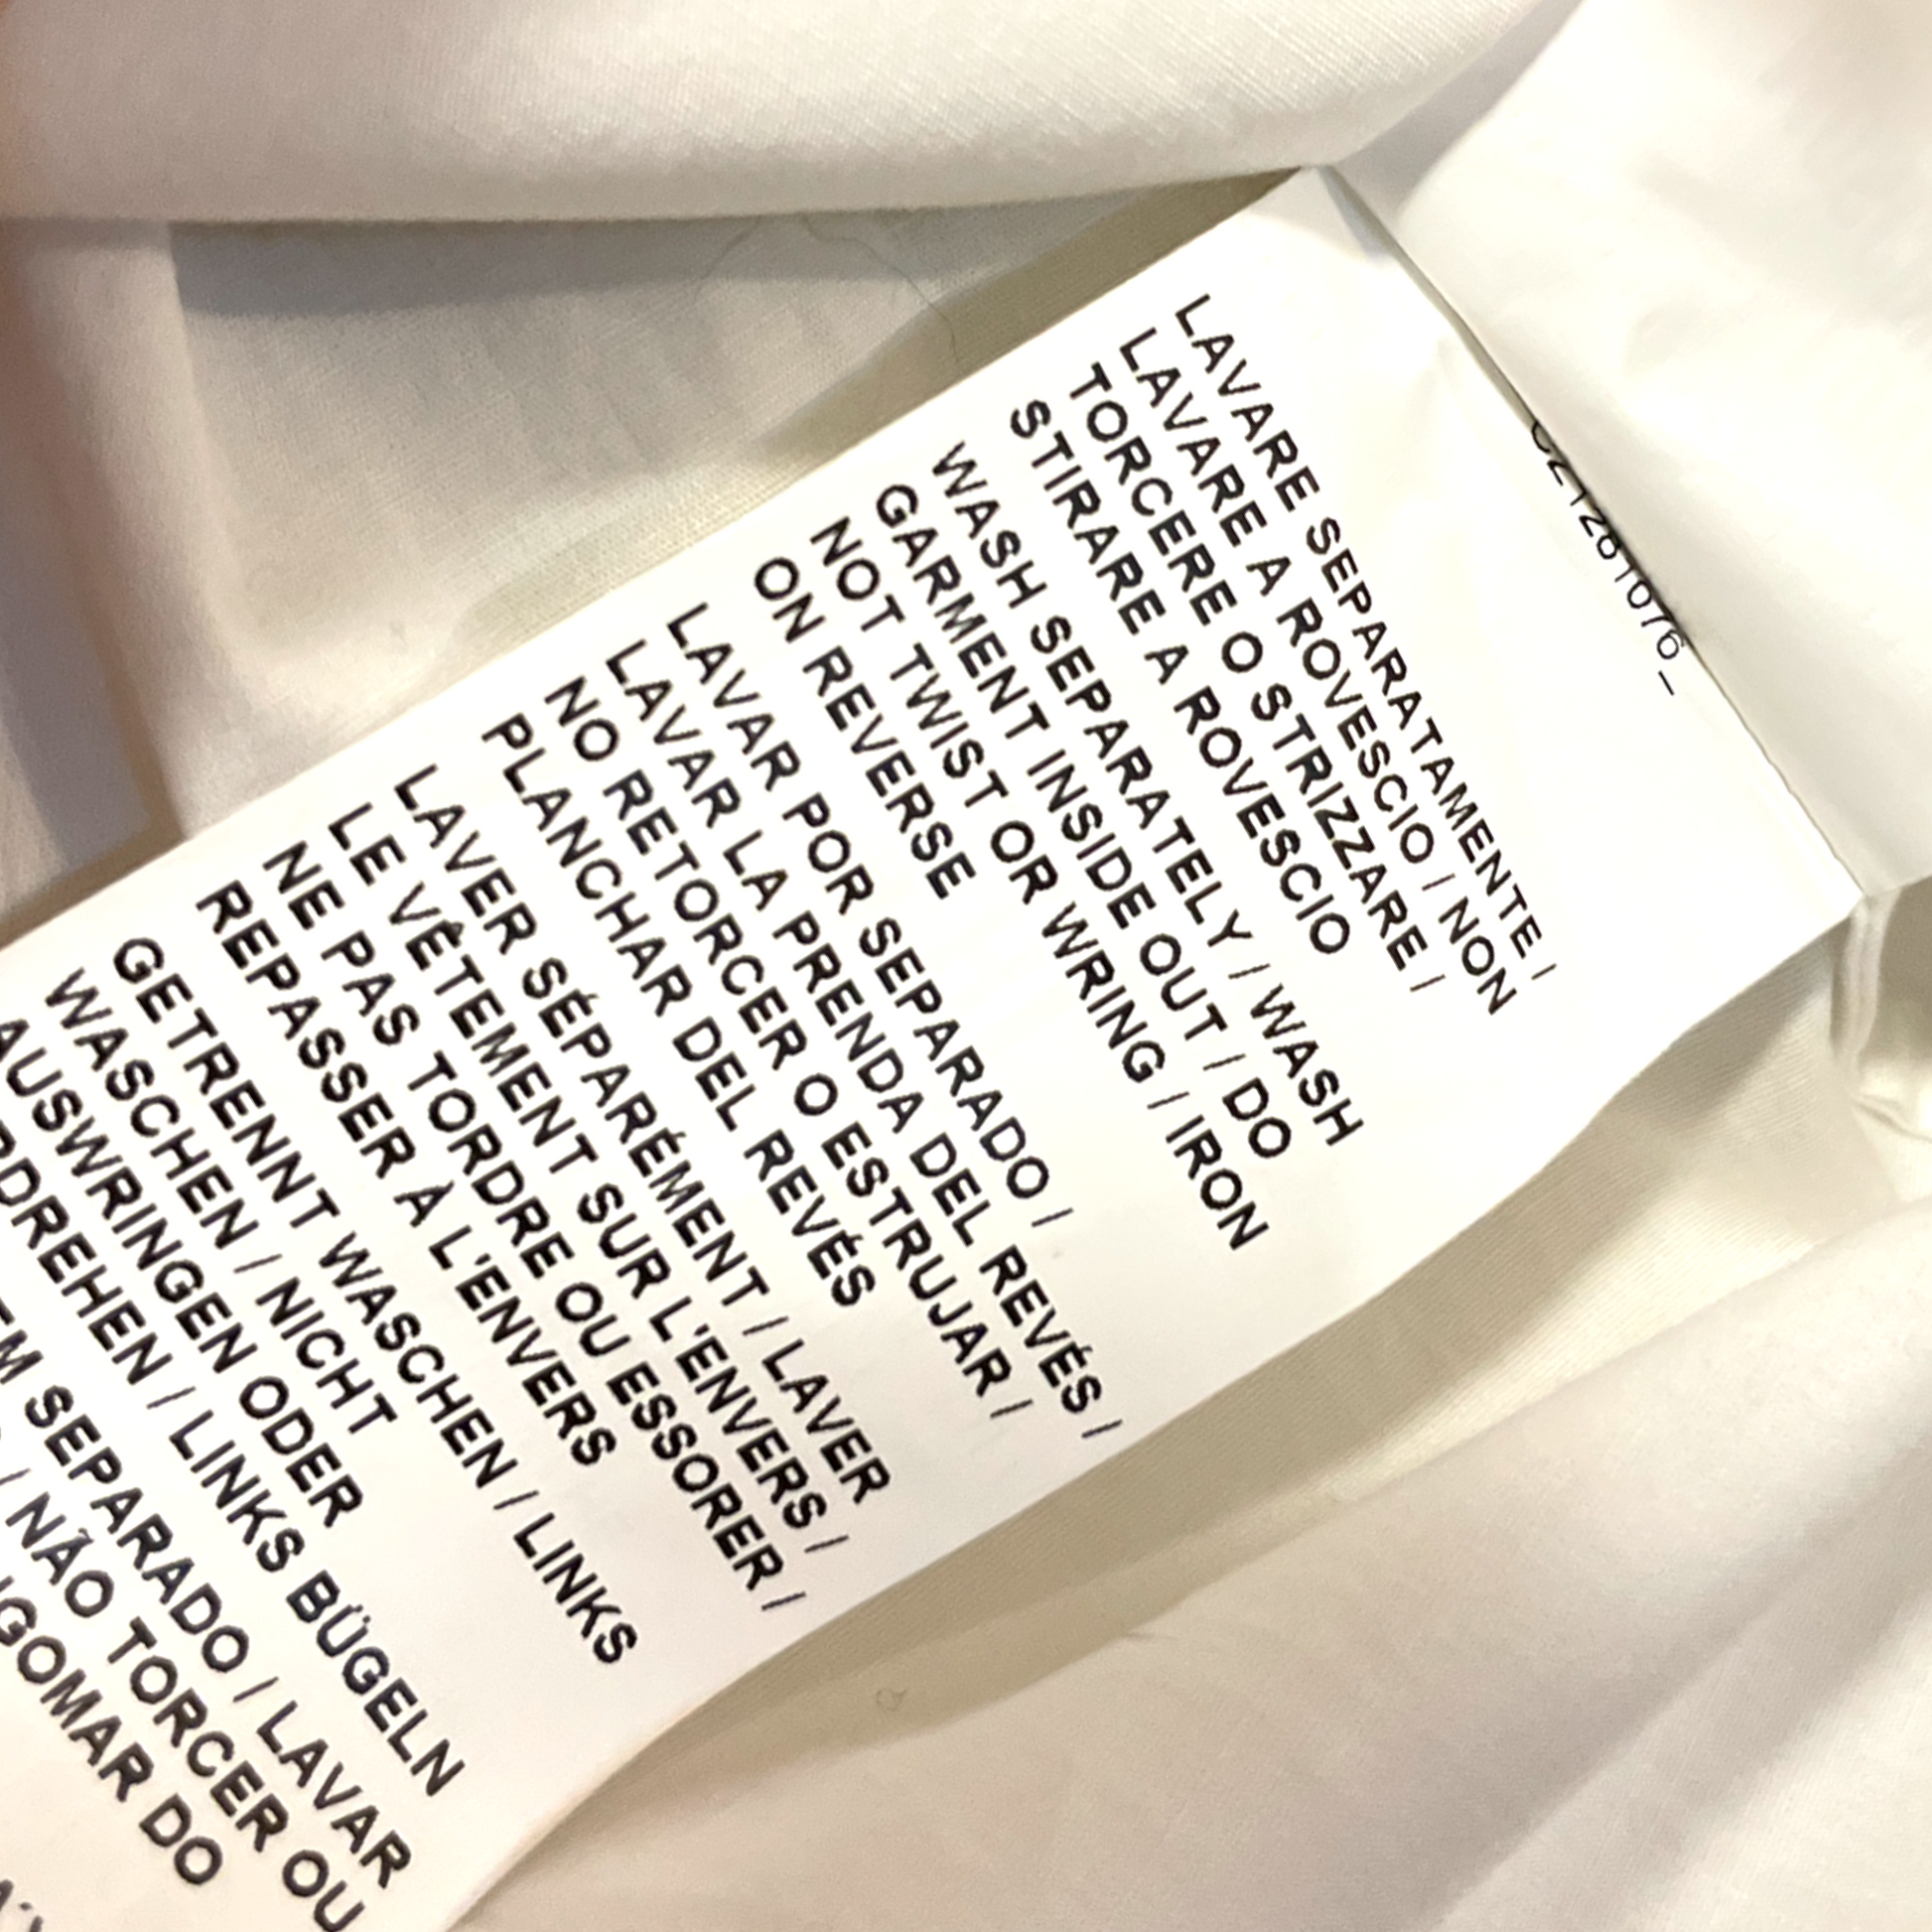 LAVARE SEPARATAMENTE /
LAVARE A ROVESCIO / NON
TORCERE O STRIZZARE /
STIRARE A ROVESCIO
WASH SEPARATELY / WASH
GARMENT INSIDE OUT / DO
NOT TWIST OR WRING / IRON
ON REVERSE
LAVAR POR SEPARADO /
LAVAR LA PRENDA DEL REVÉS /
NO RETORCER O ESTRUJAR /
PLANCHAR DEL REVÉS
LAVER SÉPARÉMENT / LAVER
LE VÊTEMENT SUR L'ENVERS /
NE PAS TORDRE OU ESSORER /
REPASSER À L'ENVERS
GETRENNT WASCHEN / LINKS
WASCHEN / NICHT
AUSWRINGEN ODER
/ LINKS BÜGELN
SEPARADO / LAVAR
/ NÃO TORCER OU
DO